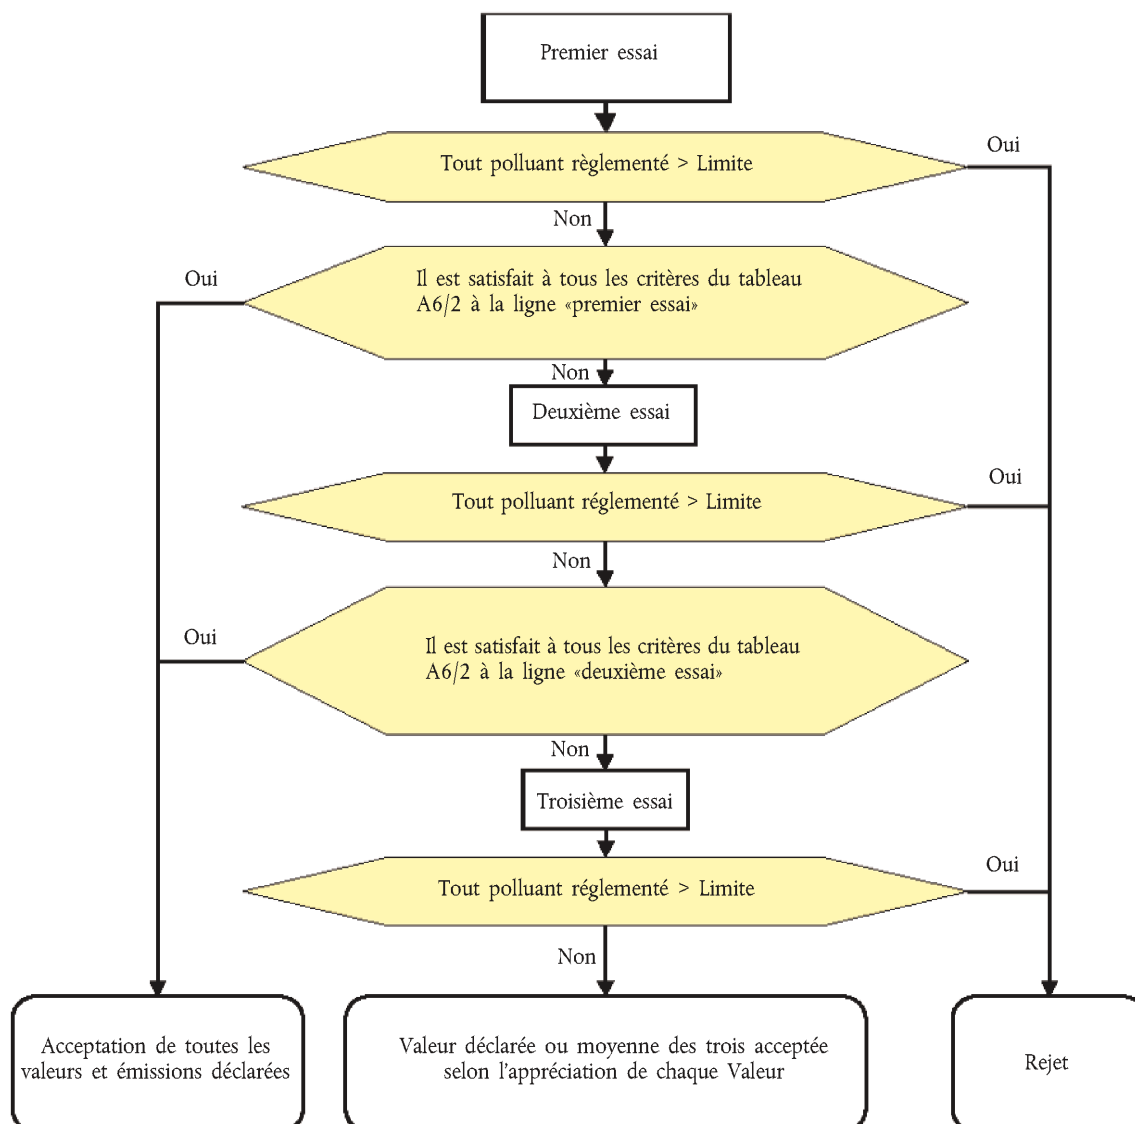 Premier essai
Oui
Tout polluant règlementé > Limite
Non
Oui
Il est satisfait à tous les critères du tableau
A6/2 à la ligne «premier essai»
Non
Deuxième essai
Oui
Tout polluant réglementé > Limite
Non
Oui
Il est satisfait à tous les critères du tableau
A6/2 à la ligne «deuxième essai»
Non
Troisième essai
Oui
Tout polluant réglementé > Limite
Non
Acceptation de toutes les
valeurs et émissions déclarées
Valeur déclarée ou moyenne des trois acceptée
selon l'appréciation de chaque Valeur
Rejet